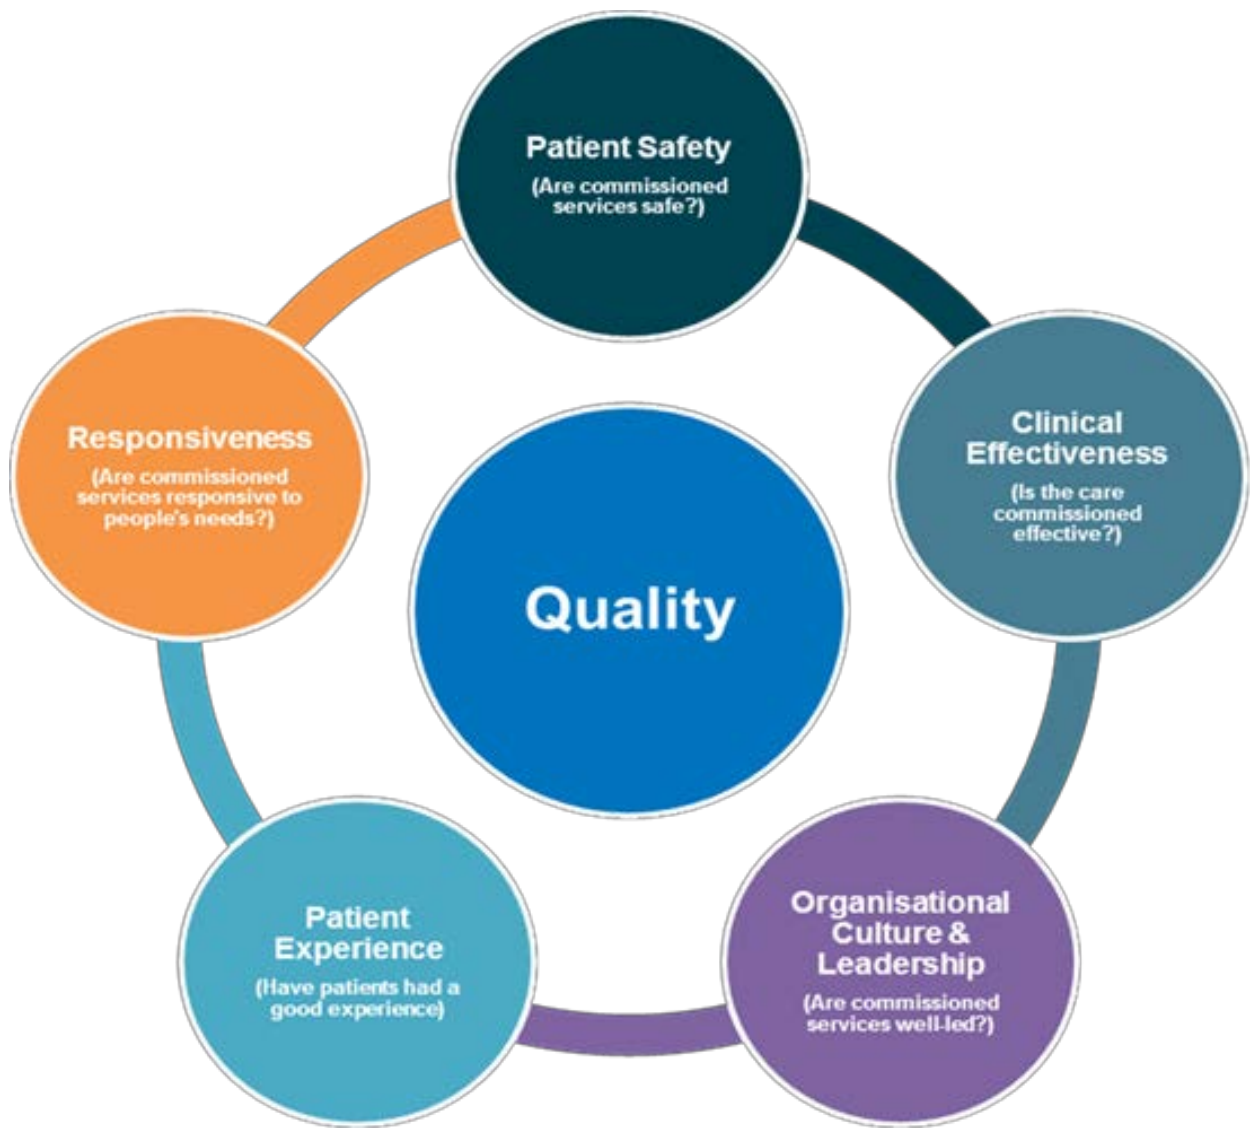 Patient Safety
(Are commissioned
services safe?)
Clinical
Effectiveness
(Is the care
commissioned
effective?)
Organisational
Culture &
Leadership
(Are commissioned
services well-led?)
Patient
Experience
(Have patients had a
good experience)
Responsiveness
(Are commissioned
services responsive to
people's needs?)
Quality